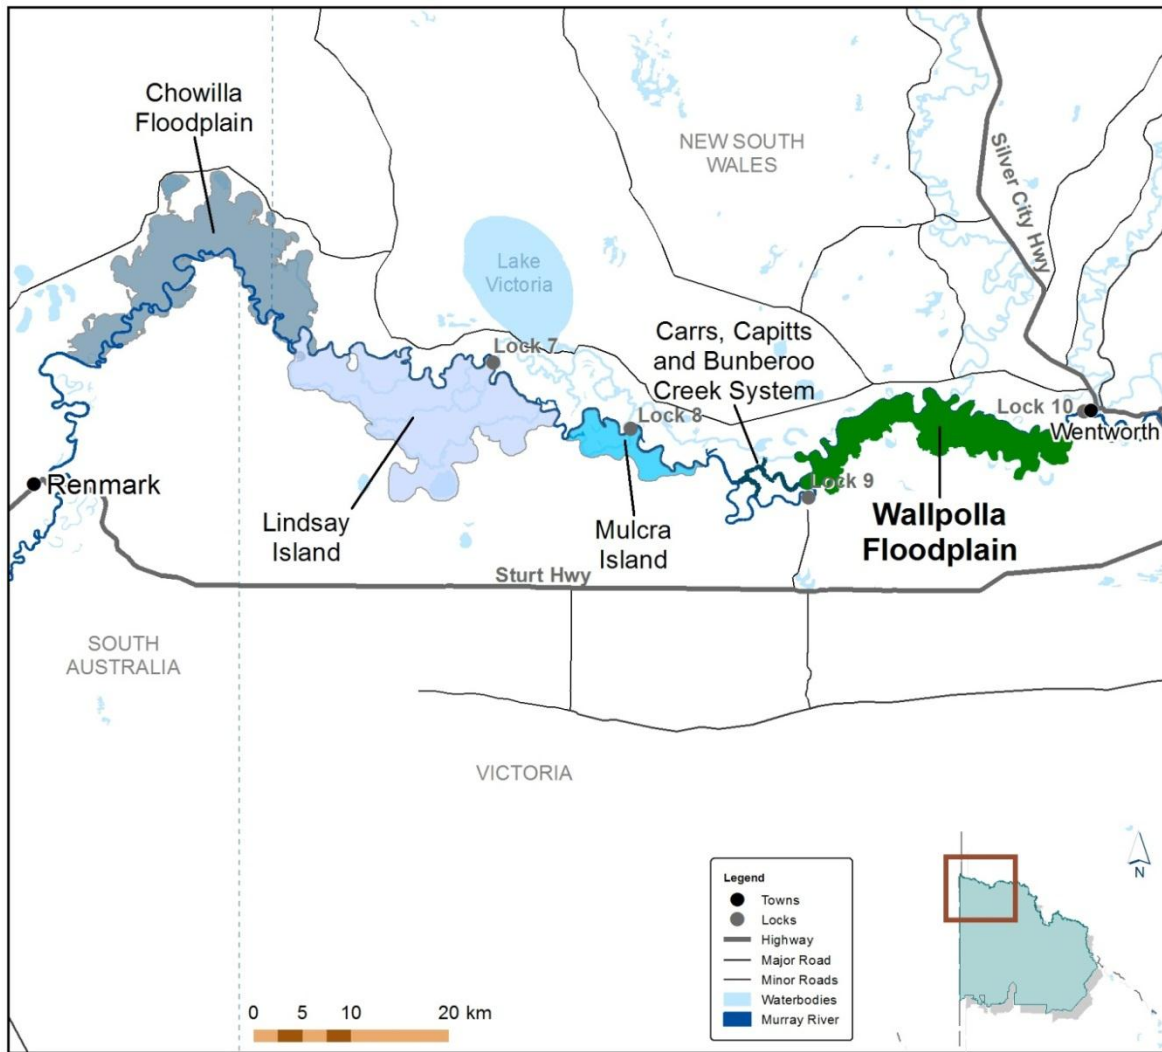 Chowilla
Floodplain
NEW SOUTH
WALES
Silver City Hwy
Lake
Victoria
Carrs, Capitts
and Bunberoo
Creek System
Lock 7
Lock 8
Lock 10
Wentworth
Renmark
Lock 9
Lindsay
Island
Mulcra
Island
Wallpolla
Floodplain
Sturt Hwy
SOUTH
AUSTRALIA
VICTORIA
Legend
Towns
Locks
Highway
Major Road
Minor Roads
Waterbodies
Murray River
N
0 5 10 20 km